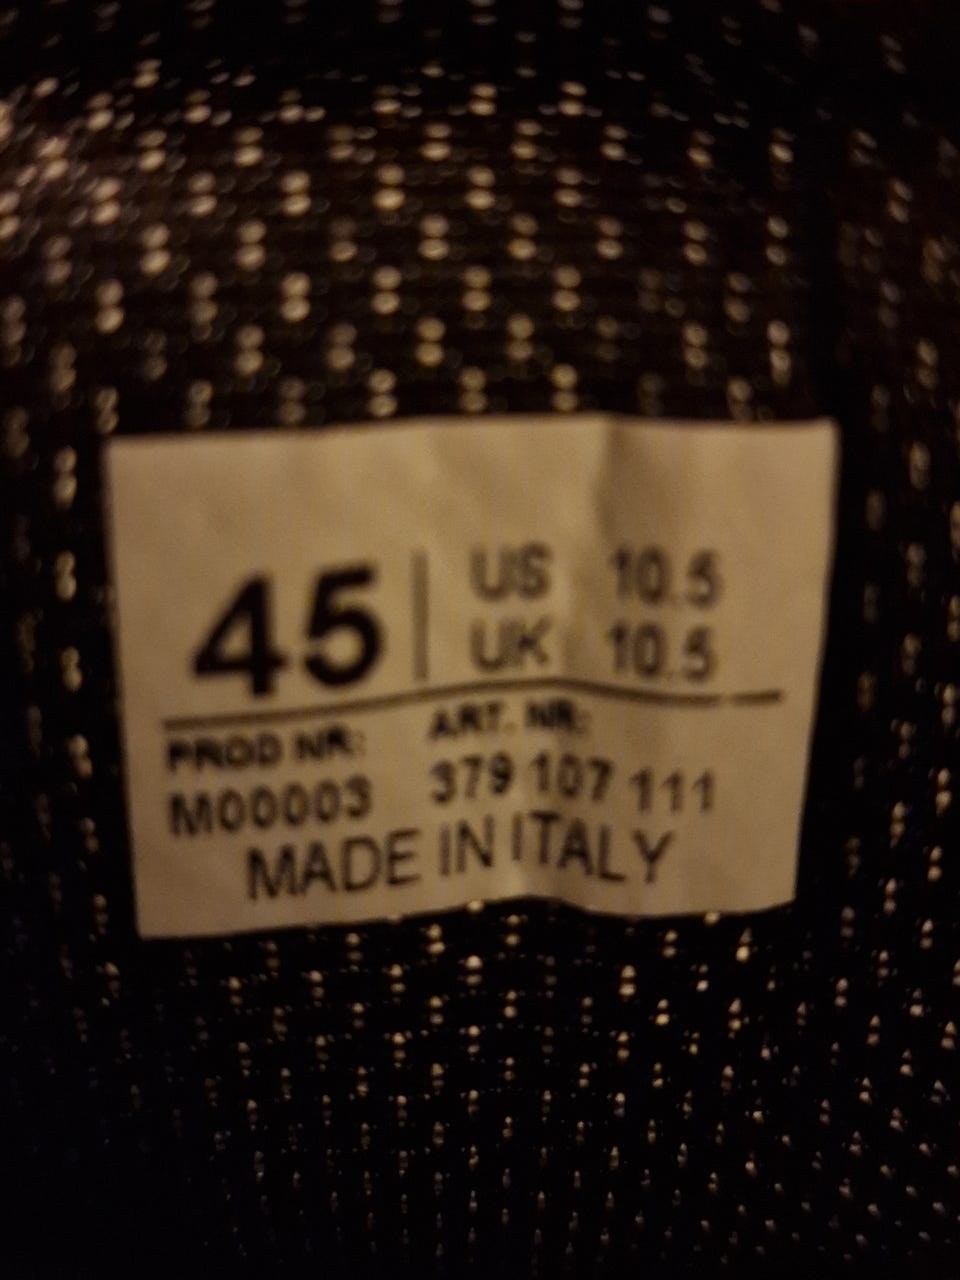 45 US 10.5
UK 10.5
PROD NR: ART. NR:
M00003 379 107 111
MADE IN ITALY